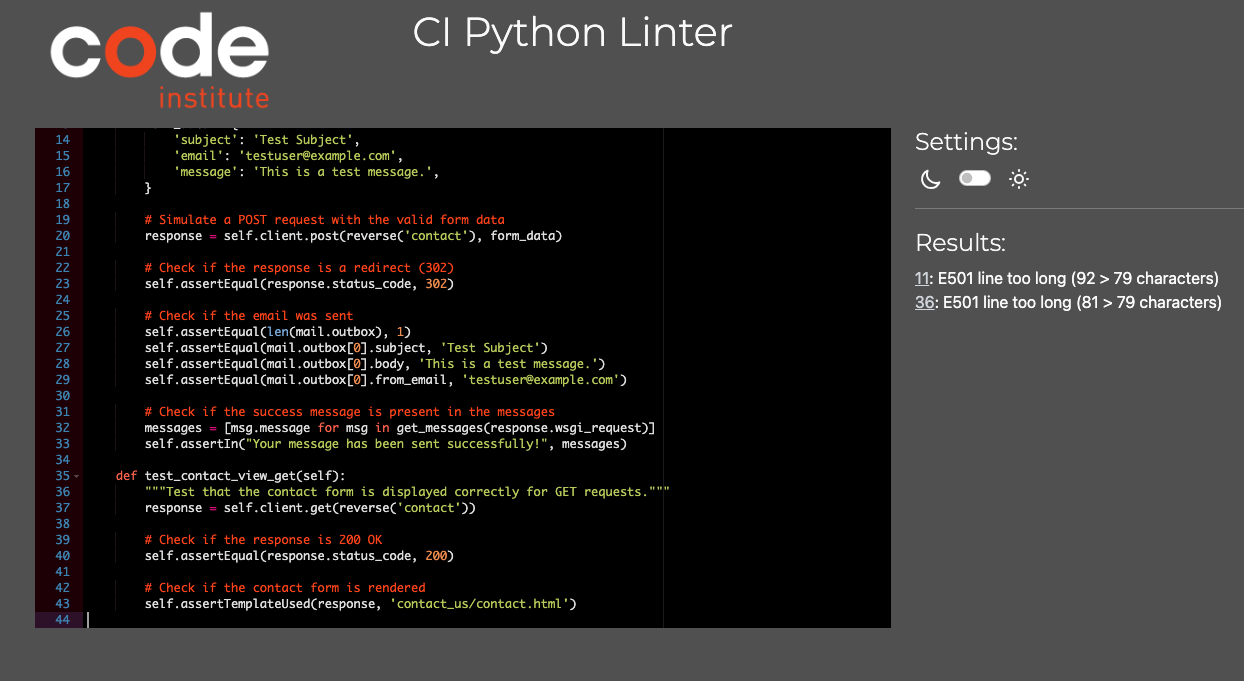 code
institute
CI Python Linter
14 'subject': 'Test Subject',
15 'email': 'testuser@example.com',
16 'message': 'This is a test message.',
17 }
18
19 # Simulate a POST request with the valid form data
20 response = self.client.post(reverse('contact'), form_data)
21
22 # Check if the response is a redirect (302)
23 self.assertEqual(response.status_code, 302)
24
25 # Check if the email was sent
26 self.assertEqual(len(mail.outbox), 1)
27 self.assertEqual(mail.outbox[0].subject, 'Test Subject')
28 self.assertEqual(mail.outbox[0].body, 'This is a test message.')
29 self.assertEqual(mail.outbox[0].from_email, 'testuser@example.com')
30
31 # Check if the success message is present in the messages
32 messages = [msg.message for msg in get_messages(response.wsgi_request)]
33 self.assertIn("Your message has been sent successfully!", messages)
34
35 def test_contact_view_get(self):
36 """Test that the contact form is displayed correctly for GET requests."""
37 response = self.client.get(reverse('contact'))
38
39 # Check if the response is 200 OK
40 self.assertEqual(response.status_code, 200)
41
42 # Check if the contact form is rendered
43 self.assertTemplateUsed(response, 'contact_us/contact.html')
44
Settings:
Results:
11: E501 line too long (92 > 79 characters)
36: E501 line too long (81 > 79 characters)